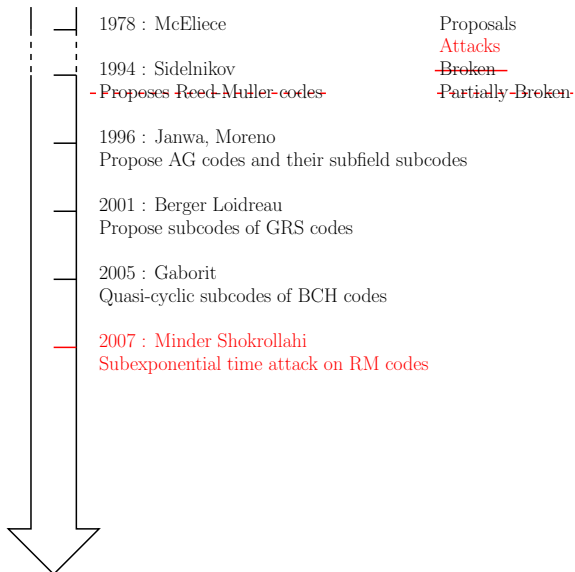 1978 : McEliece
Proposals
Attacks
1994 : Sidelnikov
Broken
Proposes Reed Muller codes
Partially Broken
1996 : Janwa, Moreno
Propose AG codes and their subfield subcodes
2001 : Berger Loidreau
Propose subcodes of GRS codes
2005 : Gaborit
Quasi-cyclic subcodes of BCH codes
2007 : Minder Shokrollahi
Subexponential time attack on RM codes